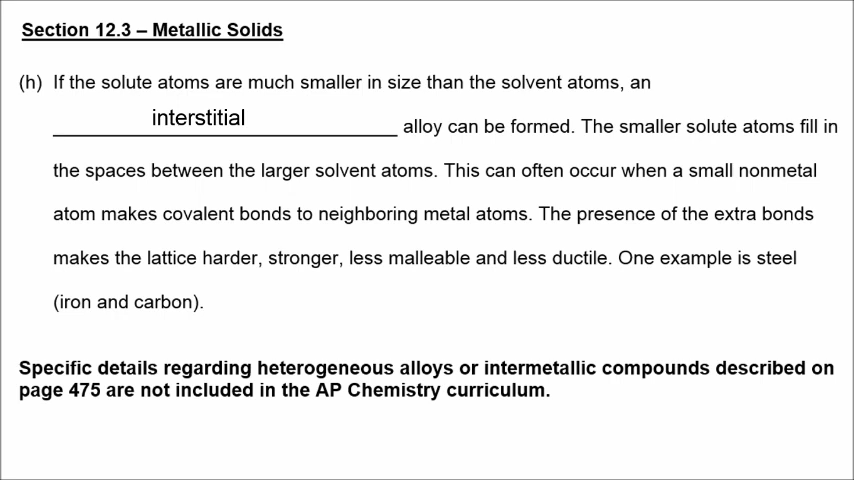 Section 12.3 – Metallic Solids
(h) If the solute atoms are much smaller in size than the solvent atoms, an
interstitial alloy can be formed. The smaller solute atoms fill in
the spaces between the larger solvent atoms. This can often occur when a small nonmetal
atom makes covalent bonds to neighboring metal atoms. The presence of the extra bonds
makes the lattice harder, stronger, less malleable and less ductile. One example is steel
(iron and carbon).
Specific details regarding heterogeneous alloys or intermetallic compounds described on
page 475 are not included in the AP Chemistry curriculum.